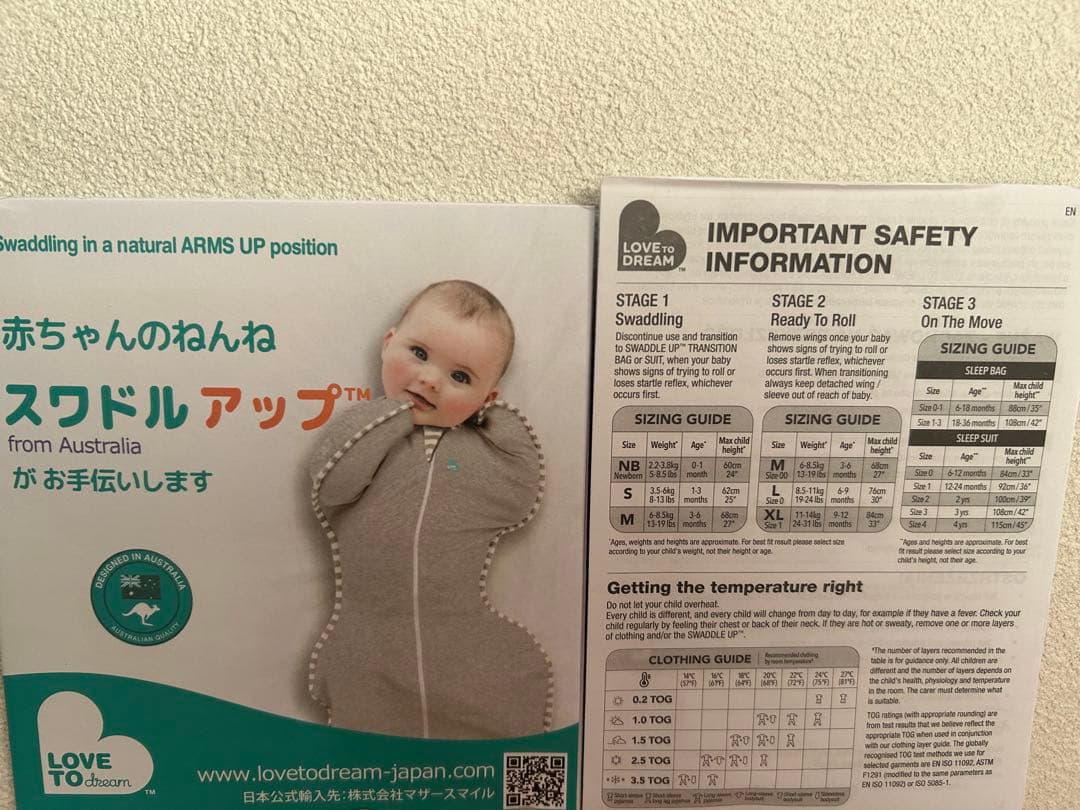 Swaddling in a natural ARMS UP position
赤ちゃんのねんね
スワドル アップ™
from Australia
が お手伝いします
DESIGNED IN AUSTRALIA
AUSTRALIAN QUALITY
LOVE
TO dream
™
www.lovetodream-japan.com
日本公式輸入先：株式会社マザースマイル
EN
LOVE TO
DREAM
™
IMPORTANT SAFETY
INFORMATION
STAGE 1
Swaddling
Discontinue use and transition
to SWADDLE UP™ TRANSITION
BAG or SUIT, when your baby
shows signs of trying to roll or
loses startle reflex, whichever
occurs first.
SIZING GUIDE
Size Weight* Age* Max child height*
NB Newborn 2.2-3.8kg 5-8.5 lbs 0-1 month 60cm 24"
S 3.5-6kg 8-13 lbs 1-3 months 62cm 25"
M 6-8.5kg 13-19 lbs 3-6 months 68cm 27"
STAGE 2
Ready To Roll
Remove wings once your baby
shows signs of trying to roll or
loses startle reflex, whichever
occurs first. When transitioning
always keep detached wing /
sleeve out of reach of baby.
SIZING GUIDE
Size Weight* Age* Max child height*
M Size 00 6-8.5kg 13-19 lbs 3-6 months 68cm 27"
L Size 0 8.5-11kg 19-24 lbs 6-9 months 76cm 30"
XL Size 1 11-14kg 24-31 lbs 9-12 months 84cm 33"
*Ages, weights and heights are approximate. For best fit result please select size
according to your child's weight, not their height or age.
STAGE 3
On The Move
SIZING GUIDE
SLEEP BAG
Size Age** Max child height**
Size 0-1 6-18 months 88cm/35"
Size 1-3 18-36 months 108cm/42"
SLEEP SUIT
Size Age** Max child height**
Size 0 6-12 months 84cm/33"
Size 1 12-24 months 92cm/36"
Size 2 2 yrs 100cm/39"
Size 3 3 yrs 108cm/42"
Size 4 4 yrs 115cm/45"
**Ages and heights are approximate. For best
fit result please select size according to your
child's height, not their age.
Getting the temperature right
Do not let your child overheat.
Every child is different, and every child will change from day to day, for example if they have a fever. Check your
child regularly by feeling their chest or back of their neck. If they are hot or sweaty, remove one or more layers
of clothing and/or the SWADDLE UP™.
CLOTHING GUIDE Recommended clothing
by room temperature*
14°C (57°F) 16°C (61°F) 18°C (64°F) 20°C (68°F) 22°C (72°F) 24°C (75°F) 27°C (81°F)
0.2 TOG
1.0 TOG
1.5 TOG
2.5 TOG
3.5 TOG
Short-sleeve pyjamas Short-sleeve long leg pyjamas Long-sleeve pyjamas Long-sleeve bodysuit Short-sleeve bodysuit Sleeveless bodysuit
*The number of layers recommended in the
table is for guidance only. All children are
different and the number of layers depends on
the child's health, physiology and temperature
in the room. The carer must determine what
is suitable.
TOG ratings (with appropriate rounding) are
from test results that we believe reflect the
appropriate TOG when used in conjunction
with our clothing layer guide. The globally
recognised TOG test methods we use for
selected garments are EN ISO 11092, ASTM
F1291 (modified to the same parameters as
EN ISO 11092) or ISO 5085-1.